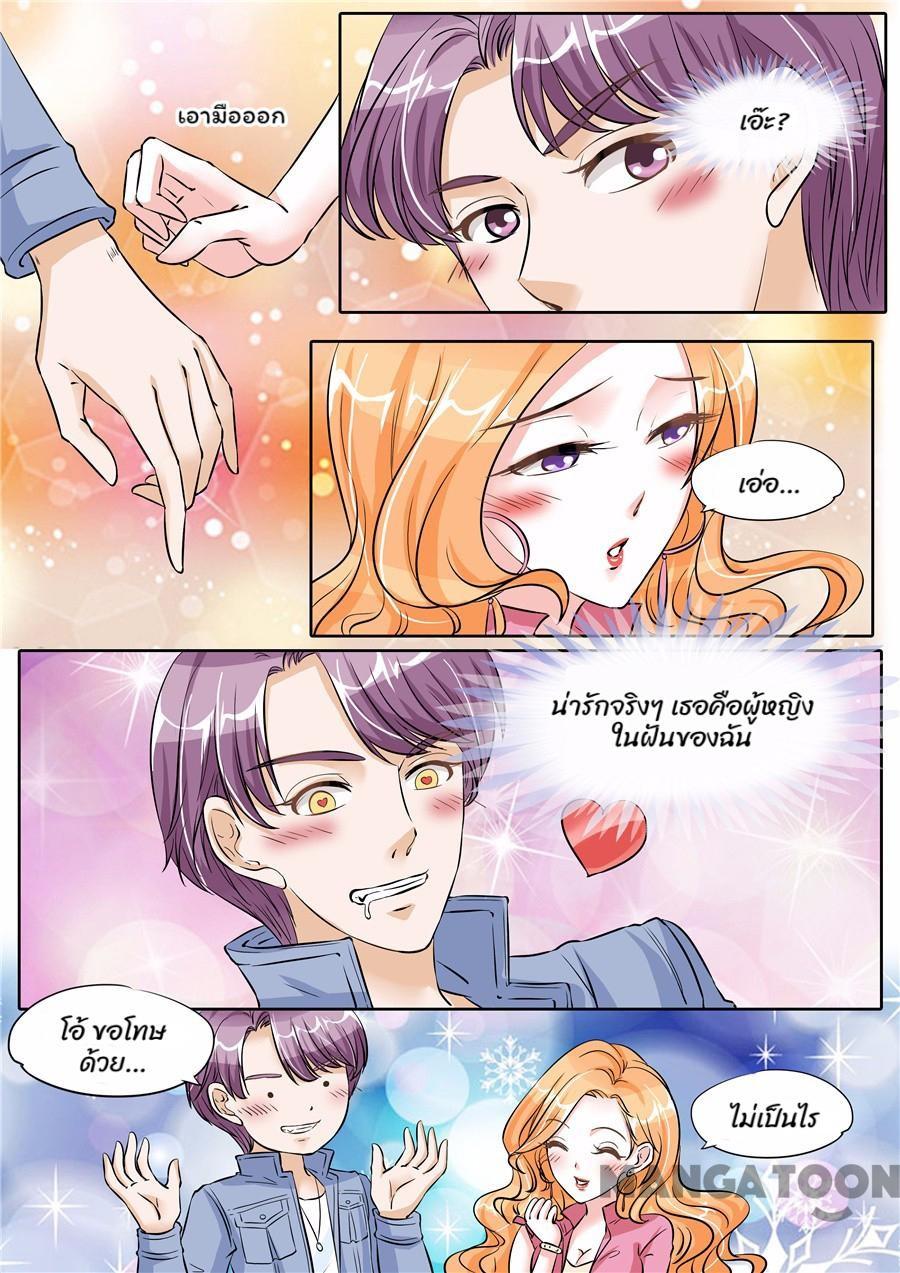 เอามือออก
เอ๊ะ?
เอ่อ...
น่ารักจริงๆ เธอคือผู้หญิง
ในฝันของฉัน
โอ้ ขอโทษ
ด้วย...
ไม่เป็นไร
MANGATOON